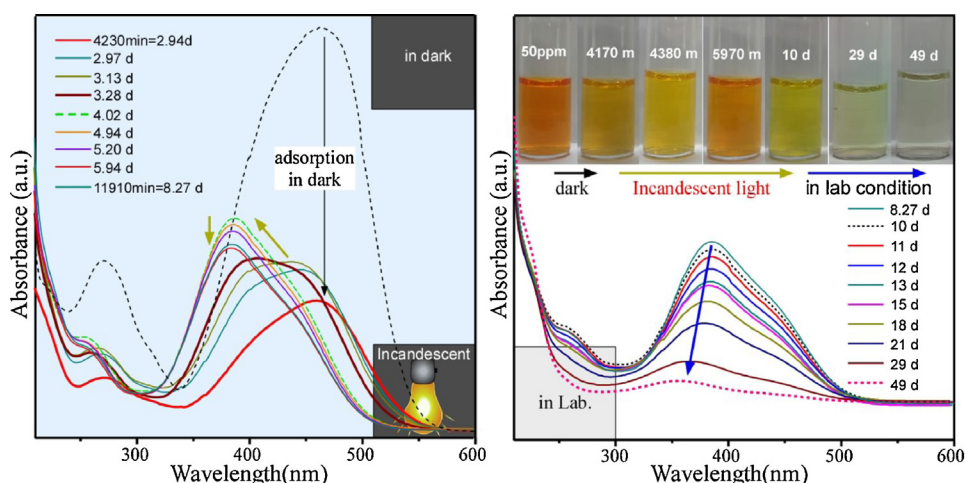 4230min=2.94d
2.97 d
3.13 d
3.28 d
4.02 d
4.94 d
5.20 d
5.94 d
11910min=8.27 d
in dark
adsorption
in dark
Incandescent
Absorbance (a.u.)
300
400
500
600
Wavelength(nm)
50ppm
4170 m
4380 m
5970 m
10 d
29 d
49 d
dark
Incandescent light
in lab condition
8.27 d
10 d
11 d
12 d
13 d
15 d
18 d
21 d
29 d
49 d
in Lab.
Absorbance (a.u.)
300
400
500
600
Wavelength(nm)